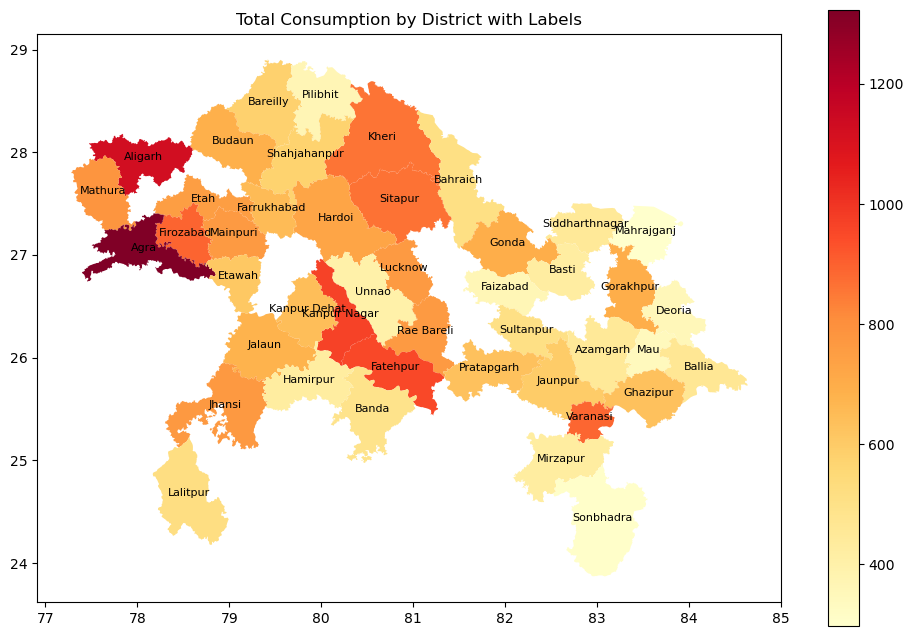 Total Consumption by District with Labels
29
28
27
26
25
24
77
78
79
80
81
82
83
84
85
1200
1000
800
600
400
Pilibhit
Bareilly
Kheri
Budaun
Shahjahanpur
Aligarh
Bahraich
Mathura
Etah
Sitapur
Farrukhabad
Hardoi
Siddharthnagar
Mahrajganj
Firozabad
Mainpuri
Gonda
Agra
Lucknow
Basti
Etawah
Unnao
Faizabad
Gorakhpur
Kanpur Dehat
Kanpur Nagar
Deoria
Rae Bareli
Sultanpur
Jalaun
Azamgarh
Mau
Fatehpur
Pratapgarh
Ballia
Hamirpur
Jaunpur
Ghazipur
Jhansi
Banda
Varanasi
Mirzapur
Lalitpur
Sonbhadra